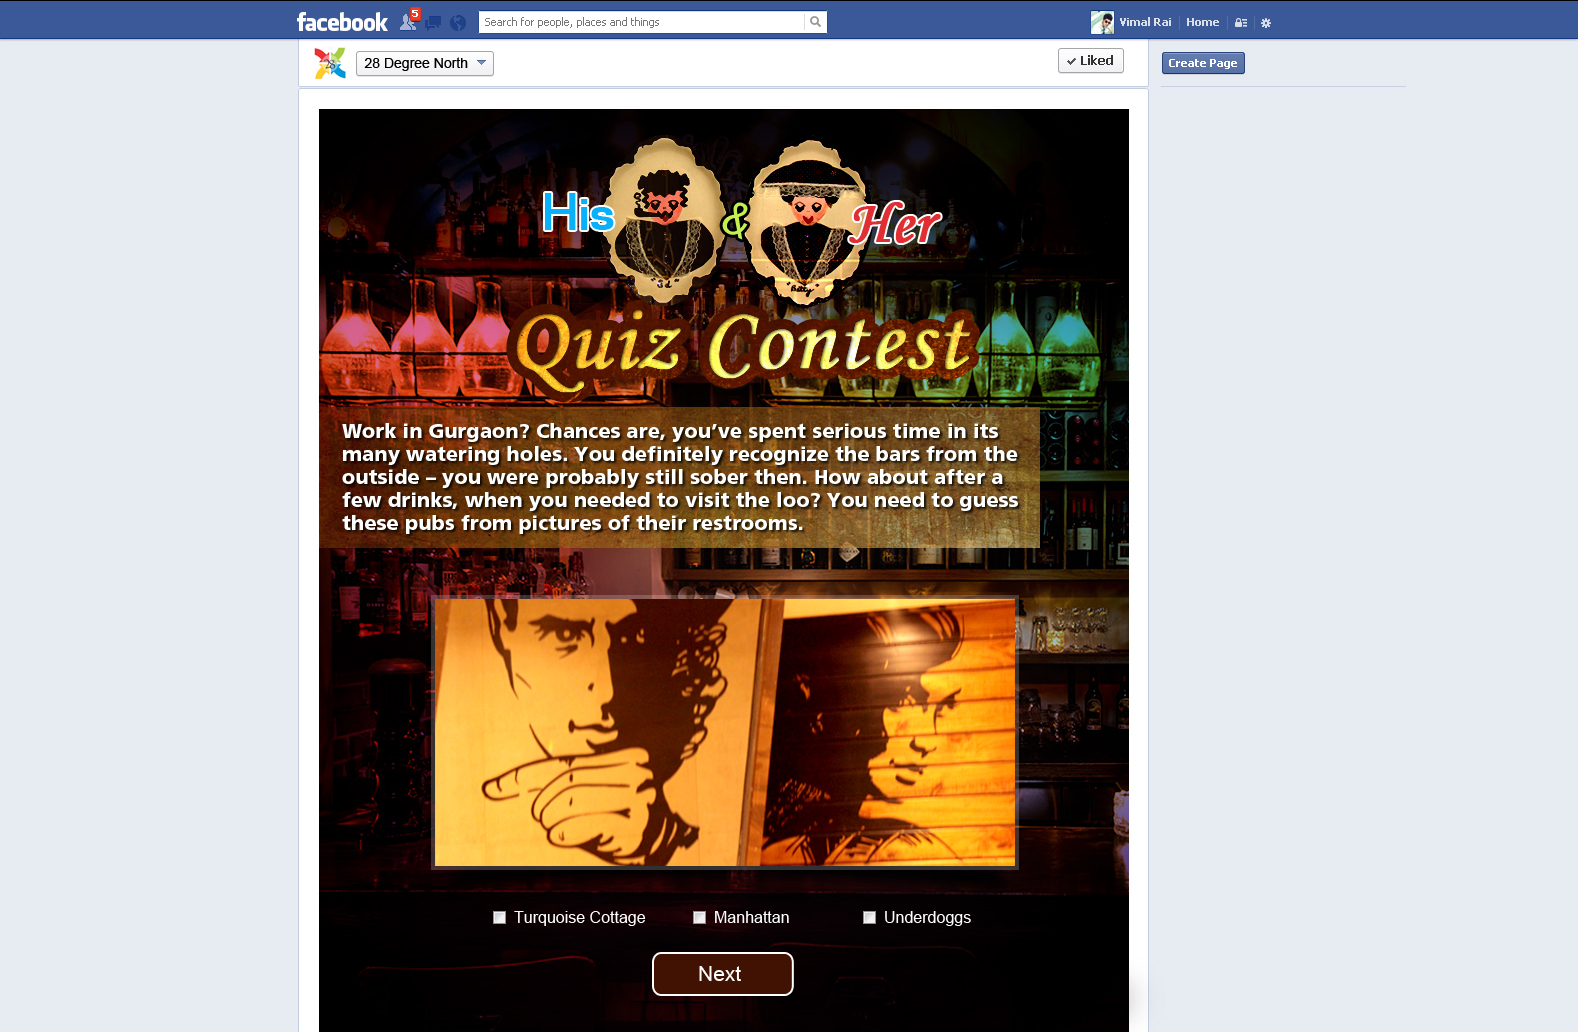 facebook
5
Search for people, places and things
Vimal Rai
Home
28 Degree North
Liked
Create Page
His
&
Her
Quiz Contest
Work in Gurgaon? Chances are, you've spent serious time in its
many watering holes. You definitely recognize the bars from the
outside – you were probably still sober then. How about after a
few drinks, when you needed to visit the loo? You need to guess
these pubs from pictures of their restrooms.
Turquoise Cottage
Manhattan
Underdoggs
Next